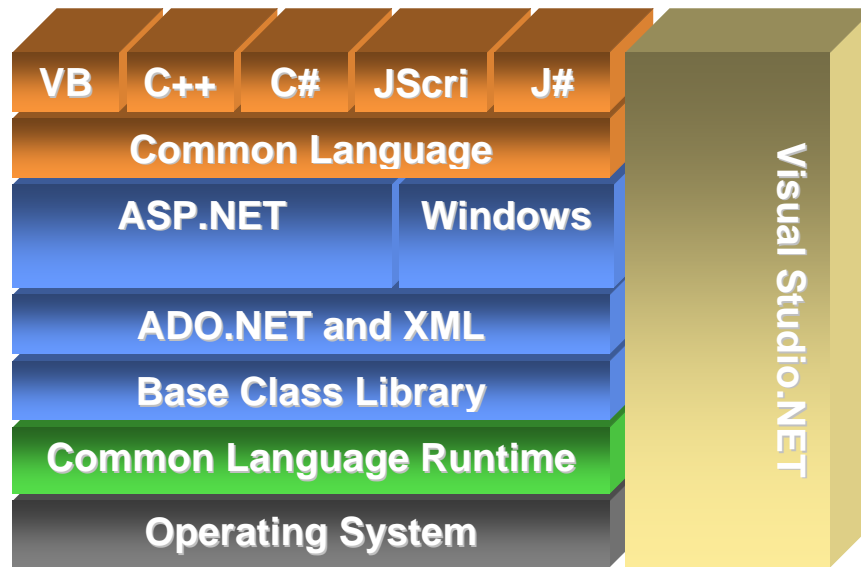 VB C++ C# JScri J#
Common Language
ASP.NET Windows
ADO.NET and XML
Base Class Library
Common Language Runtime
Operating System
Visual Studio.NET